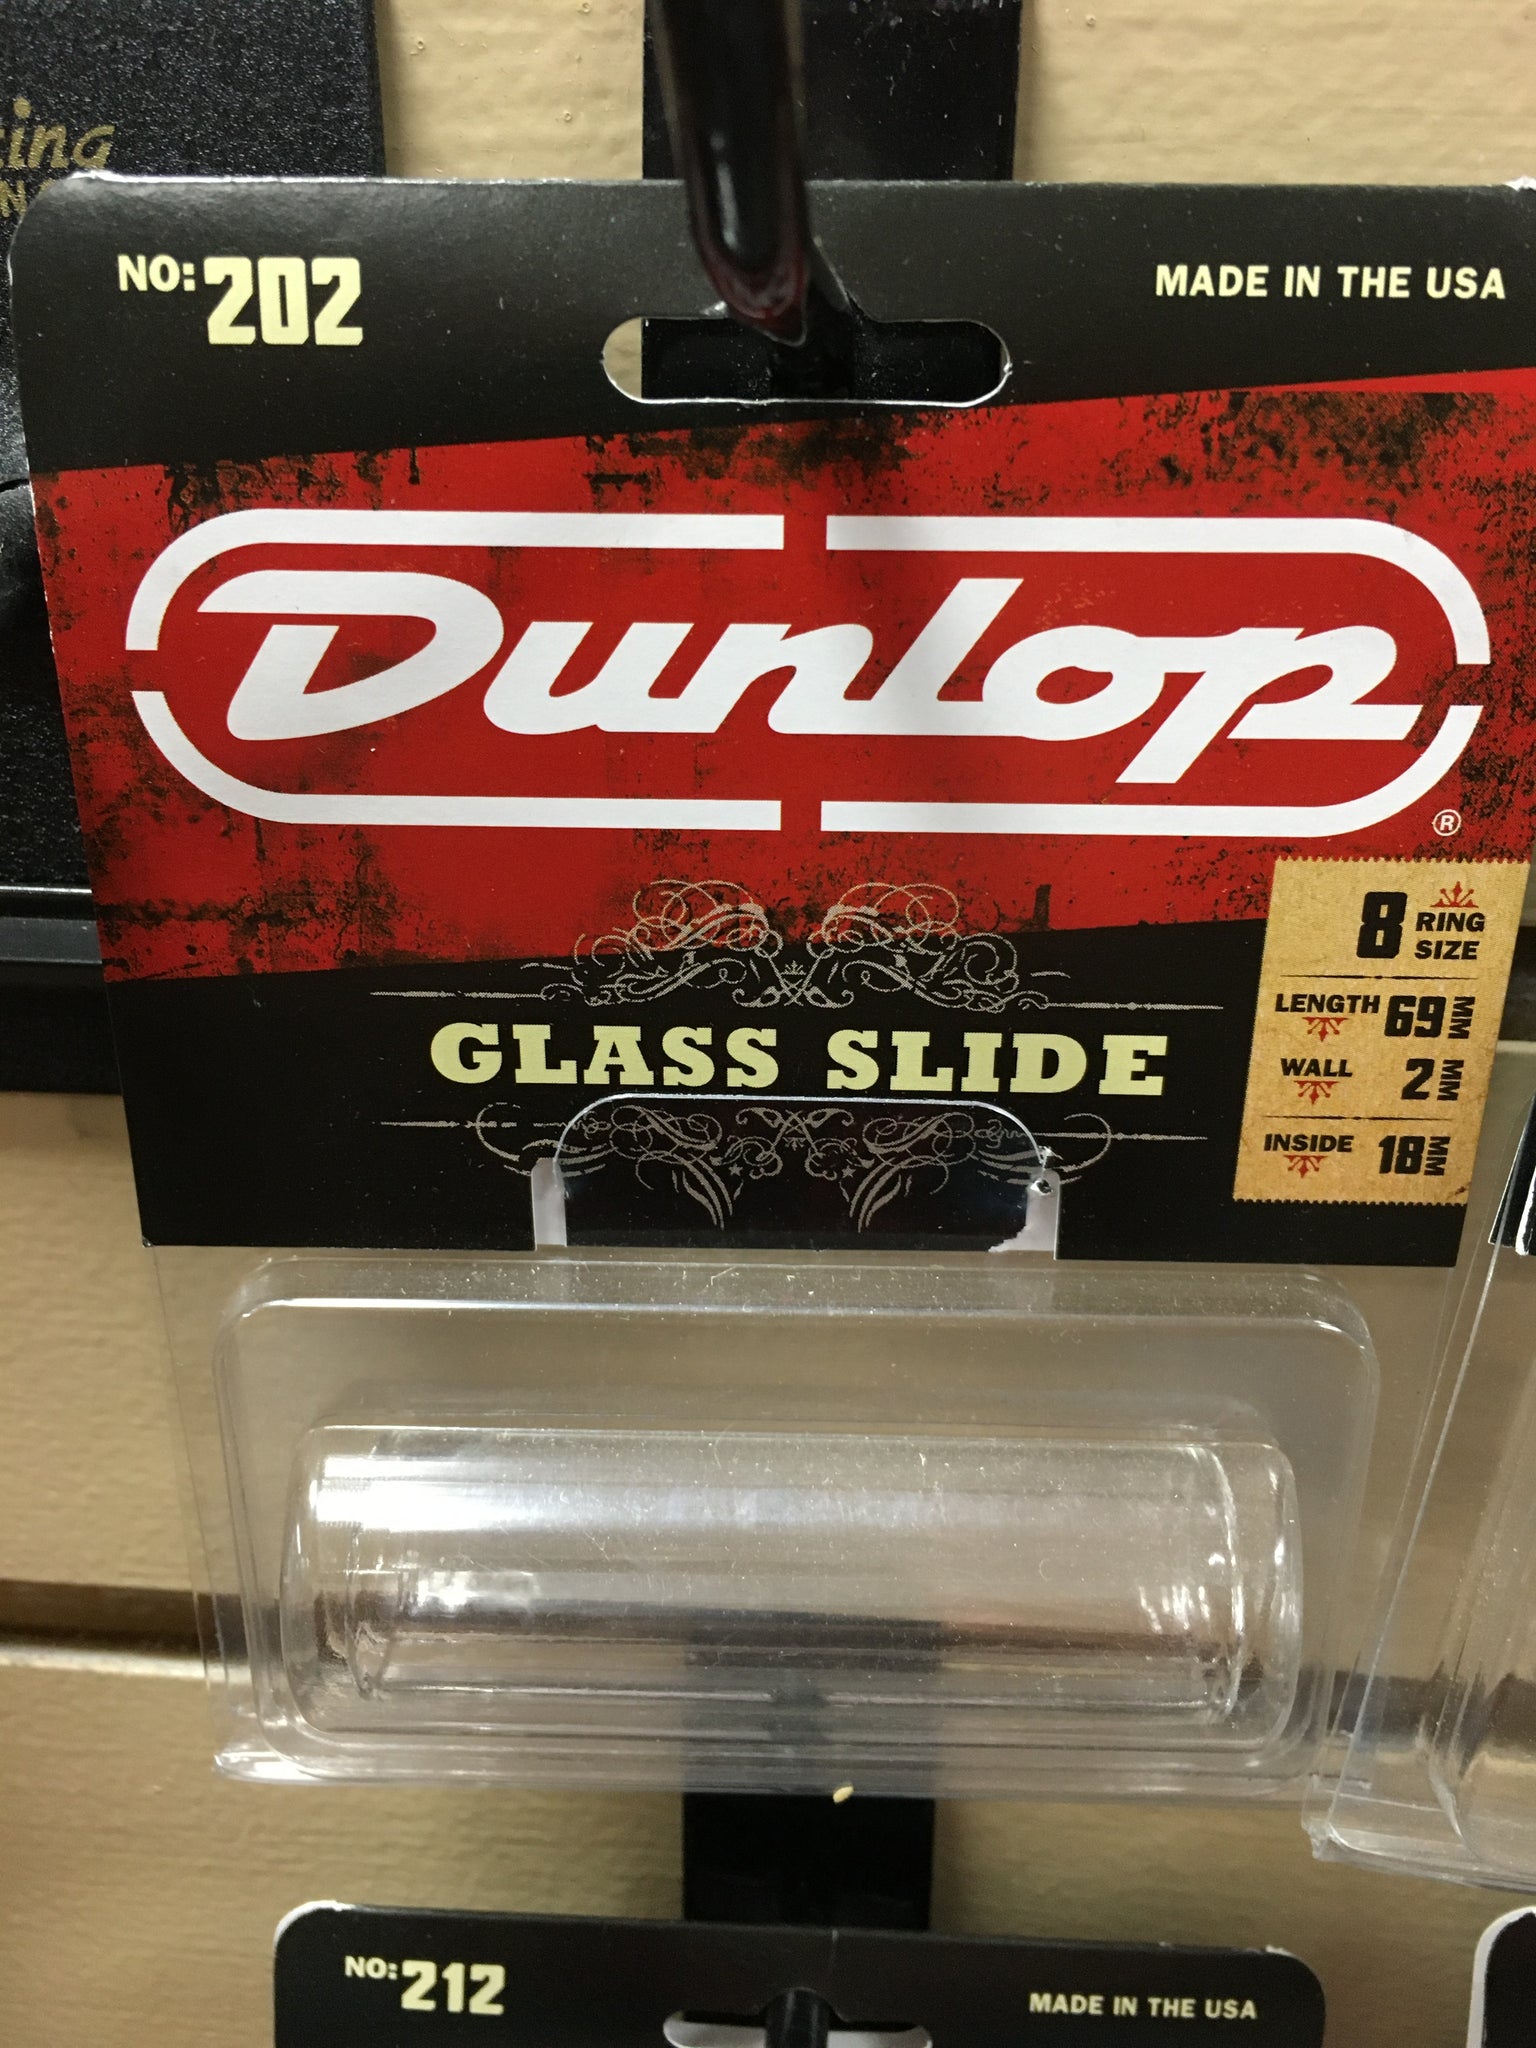 NO: 202
MADE IN THE USA
Dunlop
®
8 RING SIZE
LENGTH 69 MM
WALL 2 MM
INSIDE 18 MM
GLASS SLIDE
NO: 212
MADE IN THE USA